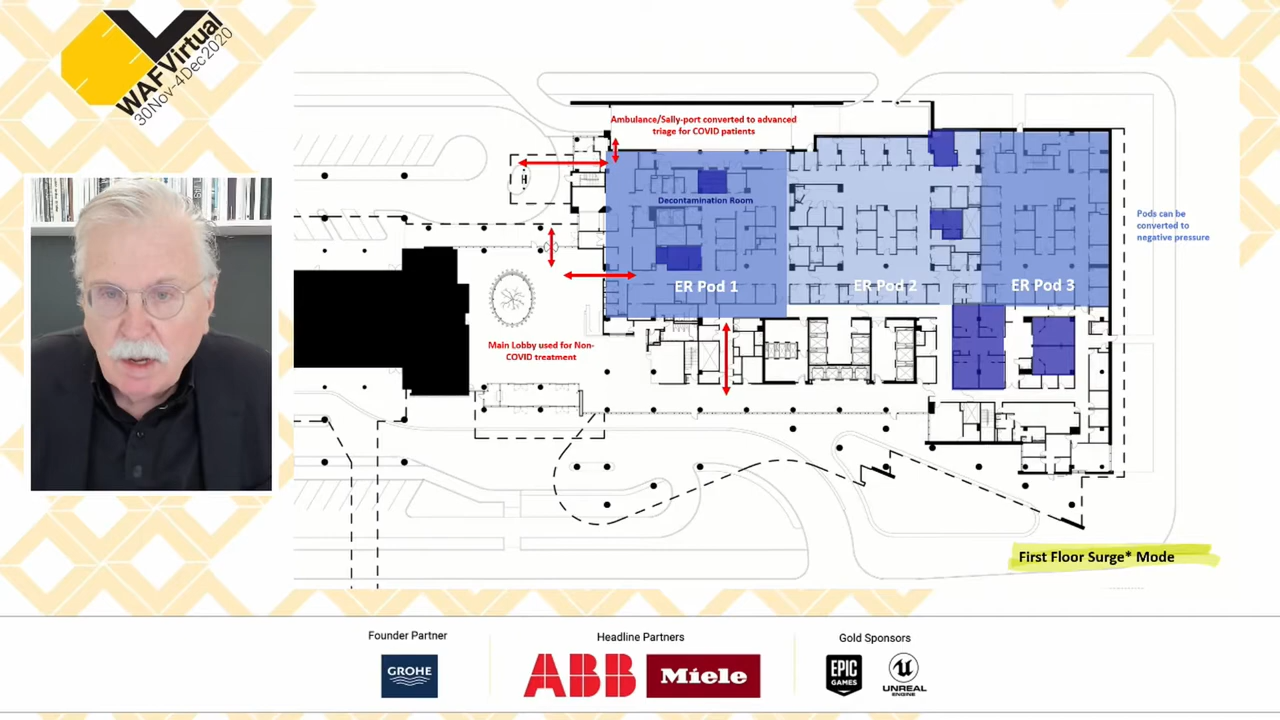 WAFVirtual
30Nov-4Dec2020
Ambulance/Sally-port converted to advanced
triage for COVID patients
H
Decontamination Room
Pods can be
converted to
negative pressure
ER Pod 1
ER Pod 2
ER Pod 3
Main Lobby used for Non-
COVID treatment
First Floor Surge* Mode
Founder Partner
Headline Partners
Gold Sponsors
GROHE
ABB
Miele
EPIC
GAMES
UNREAL
ENGINE